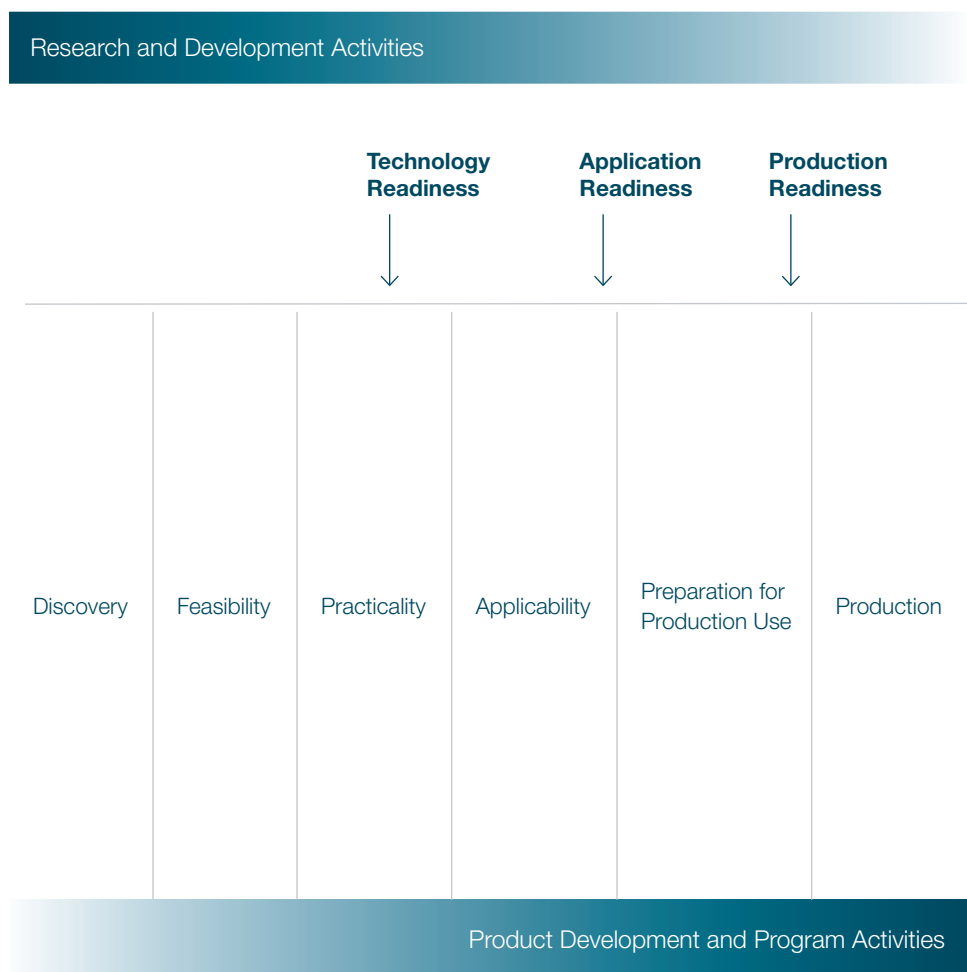 Research and Development Activities
Technology
Readiness
Application
Readiness
Production
Readiness
Discovery
Feasibility
Practicality
Applicability
Preparation for
Production Use
Production
Product Development and Program Activities